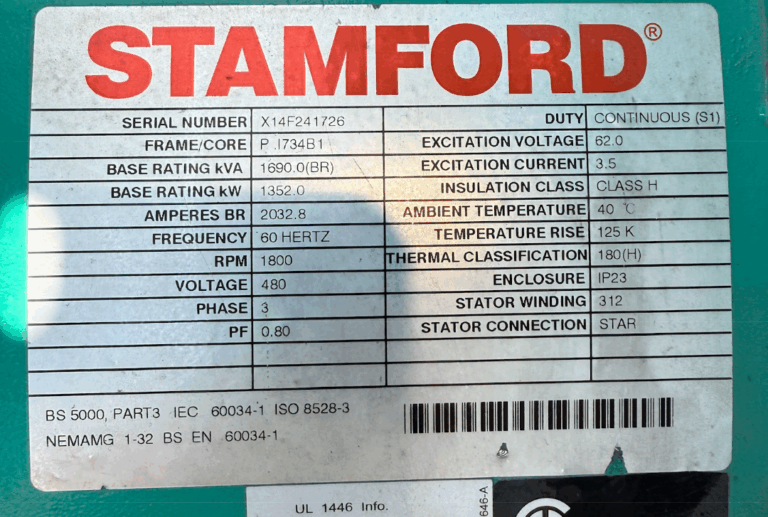 STAMFORD®
SERIAL NUMBER X14F241726 DUTY CONTINUOUS (S1)
FRAME/CORE P .I734B1 EXCITATION VOLTAGE 62.0
BASE RATING kVA 1690.0(BR) EXCITATION CURRENT 3.5
BASE RATING kW 1352.0 INSULATION CLASS CLASS H
AMPERES BR 2032.8 AMBIENT TEMPERATURE 40 ℃
FREQUENCY 60 HERTZ TEMPERATURE RISE 125 K
RPM 1800 THERMAL CLASSIFICATION 180(H)
VOLTAGE 480 ENCLOSURE IP23
PHASE 3 STATOR WINDING 312
PF 0.80 STATOR CONNECTION STAR
BS 5000, PART3 IEC 60034-1 ISO 8528-3
NEMAMG 1-32 BS EN 60034-1
UL 1446 Info.
646-A